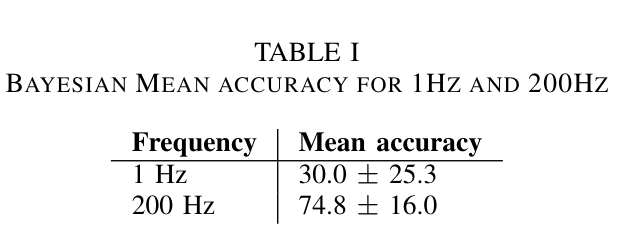 TABLE I
BAYESIAN MEAN ACCURACY FOR 1HZ AND 200HZ
Frequency Mean accuracy
1 Hz 30.0 ± 25.3
200 Hz 74.8 ± 16.0